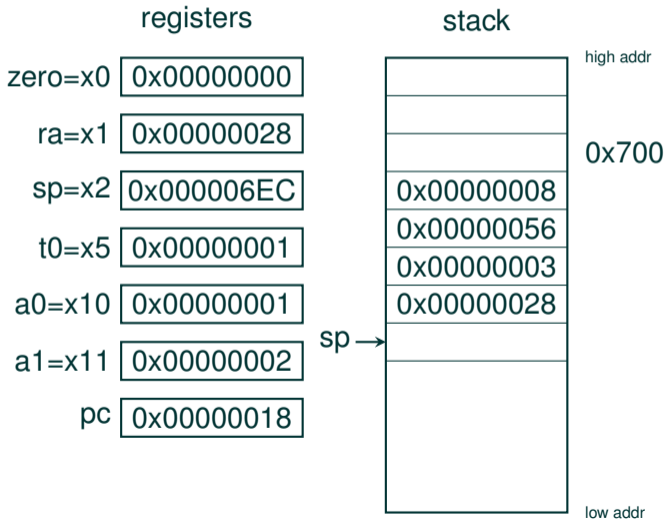 registers
zero=x0 0x00000000
ra=x1 0x00000028
sp=x2 0x000006EC
t0=x5 0x00000001
a0=x10 0x00000001
a1=x11 0x00000002
pc 0x00000018
stack
high addr
0x700
0x00000008
0x00000056
0x00000003
0x00000028
sp
low addr